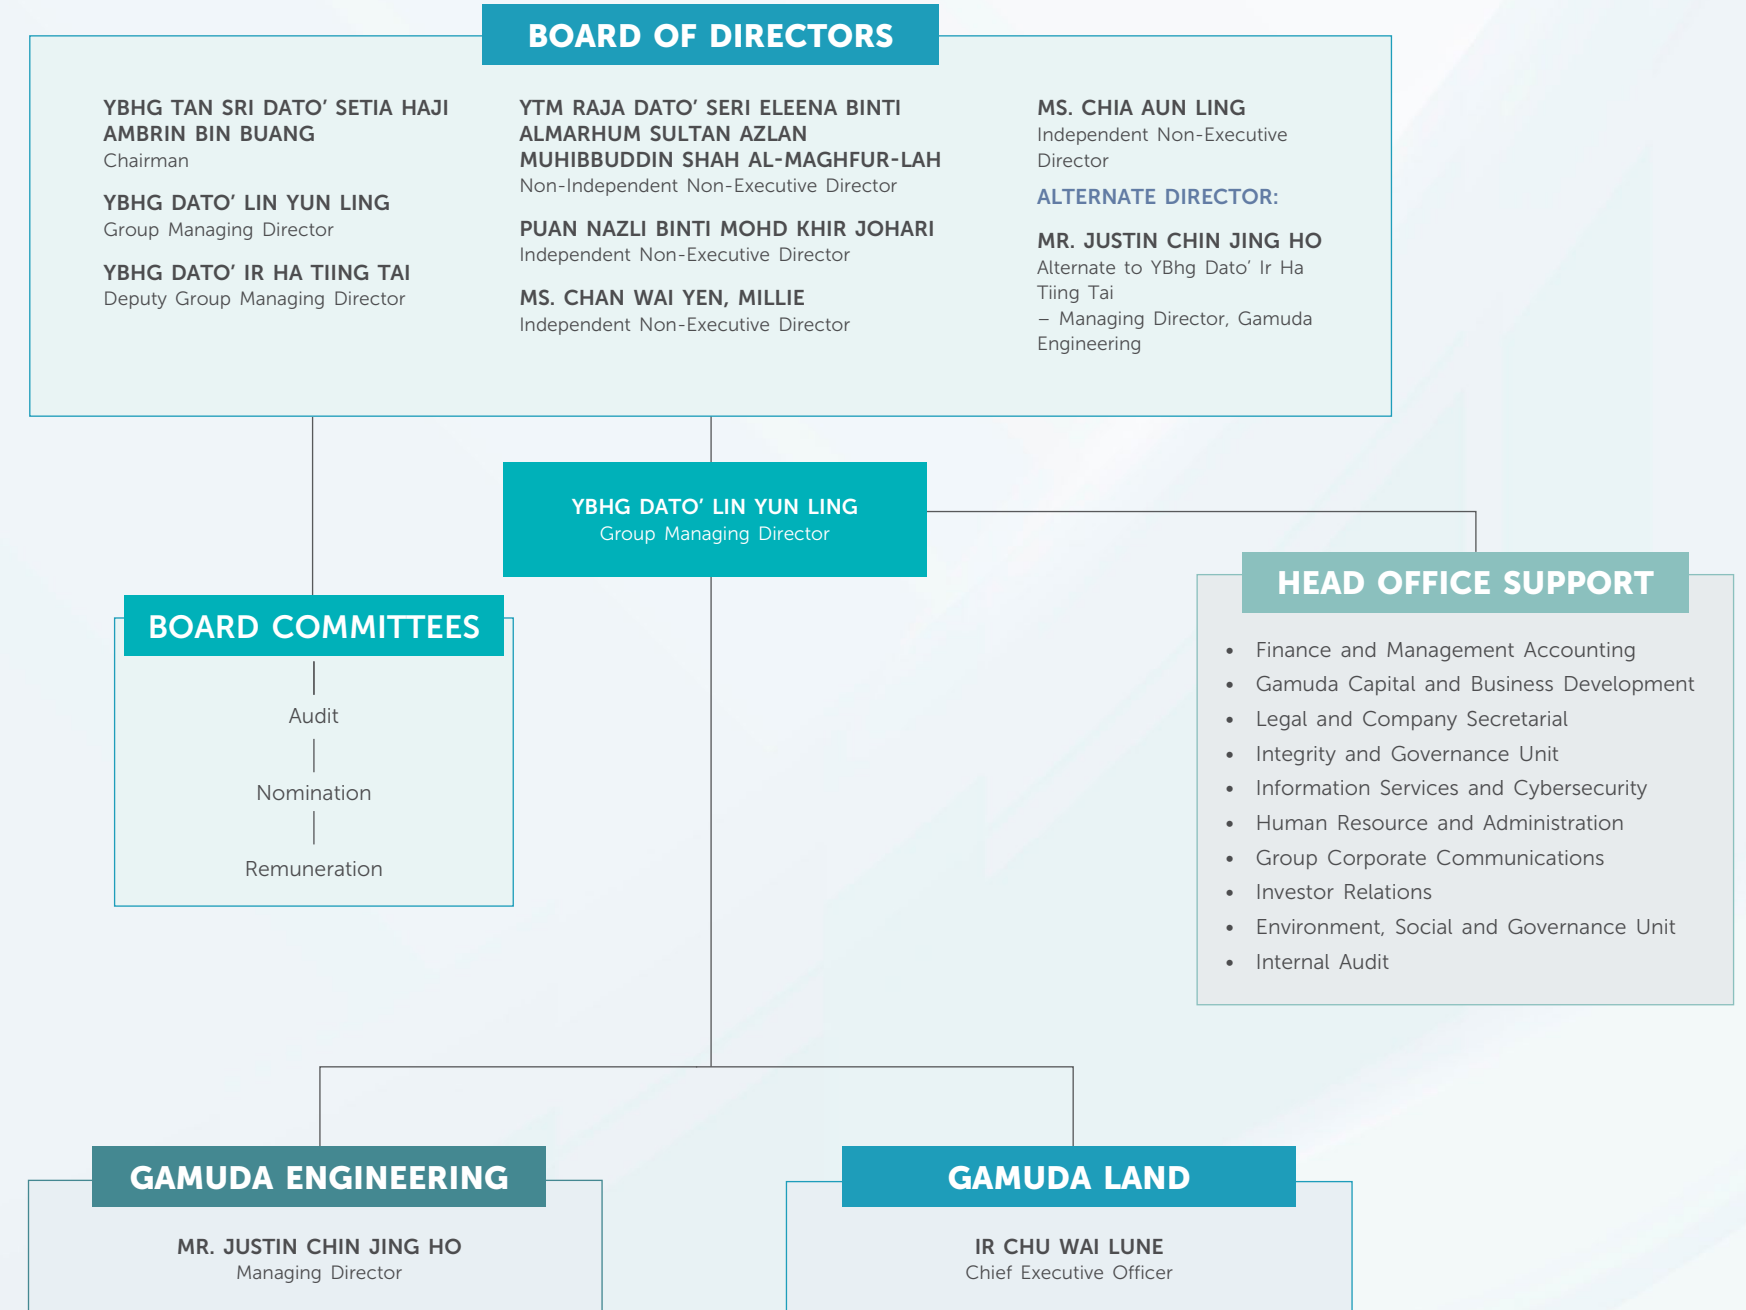 BOARD OF DIRECTORS
YBHG TAN SRI DATO’ SETIA HAJI
AMBRIN BIN BUANG
Chairman
YBHG DATO’ LIN YUN LING
Group Managing Director
YBHG DATO’ IR HA TIING TAI
Deputy Group Managing Director
YTM RAJA DATO’ SERI ELEENA BINTI
ALMARHUM SULTAN AZLAN
MUHIBBUDDIN SHAH AL-MAGHFUR-LAH
Non-Independent Non-Executive Director
PUAN NAZLI BINTI MOHD KHIR JOHARI
Independent Non-Executive Director
MS. CHAN WAI YEN, MILLIE
Independent Non-Executive Director
MS. CHIA AUN LING
Independent Non-Executive
Director
ALTERNATE DIRECTOR:
MR. JUSTIN CHIN JING HO
Alternate to YBhg Dato’ Ir Ha
Tiing Tai
– Managing Director, Gamuda
Engineering
YBHG DATO’ LIN YUN LING
Group Managing Director
BOARD COMMITTEES
Audit
Nomination
Remuneration
HEAD OFFICE SUPPORT
• Finance and Management Accounting
• Gamuda Capital and Business Development
• Legal and Company Secretarial
• Integrity and Governance Unit
• Information Services and Cybersecurity
• Human Resource and Administration
• Group Corporate Communications
• Investor Relations
• Environment, Social and Governance Unit
• Internal Audit
GAMUDA ENGINEERING
MR. JUSTIN CHIN JING HO
Managing Director
GAMUDA LAND
IR CHU WAI LUNE
Chief Executive Officer